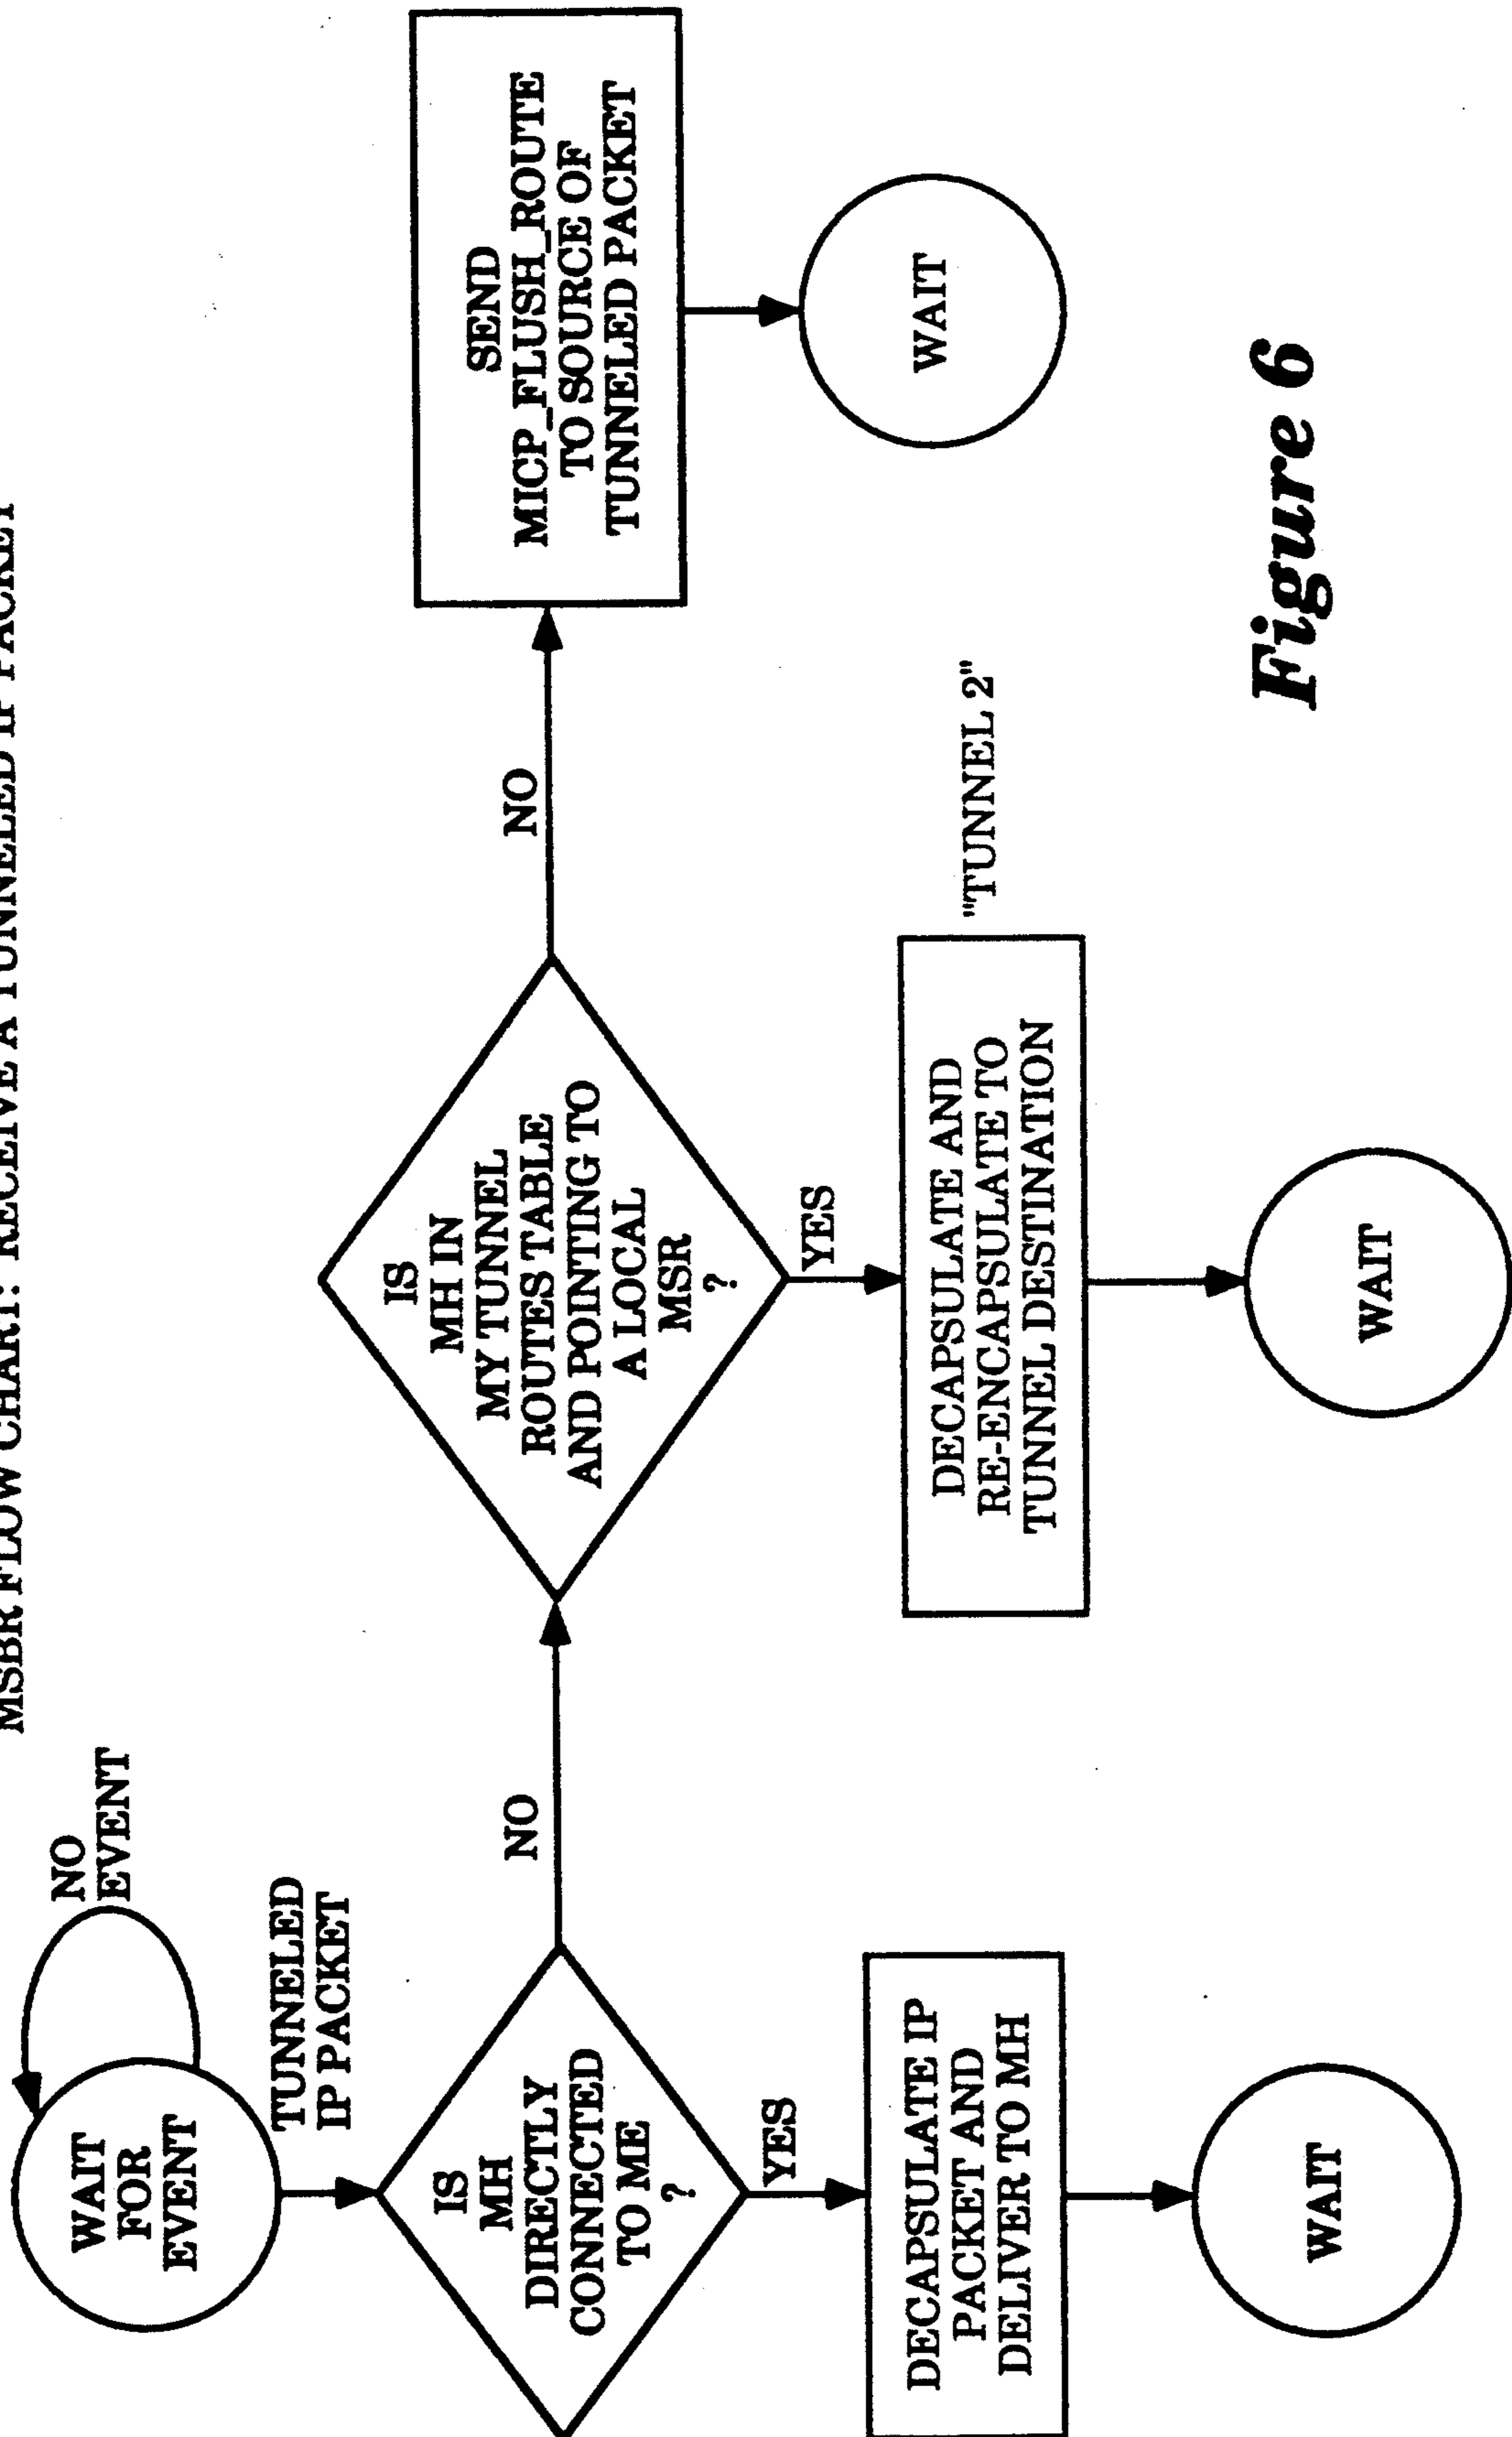 MSBR FLOW CHART: RECEIVE A TUNNELED IP PACKET
WAIT
FOR
EVENT
NO
EVENT
TUNNELED
IP PACKET
IS
MH
DIRECTLY
CONNECTED
TO ME
?
YES
DECAPSULATE IP
PACKET AND
DELIVER TO MH
WAIT
NO
IS
MH IN
MY TUNNEL
ROUTES TABLE
AND POINTING TO
A LOCAL
MSR
?
YES
DECAPSULATE AND
RE-ENCAPSULATE TO
TUNNEL DESTINATION
"TUNNEL 2"
WAIT
NO
SEND
MICP_FLUSH_ROUTE
TO SOURCE OF
TUNNELED PACKET
WAIT
Figure 6